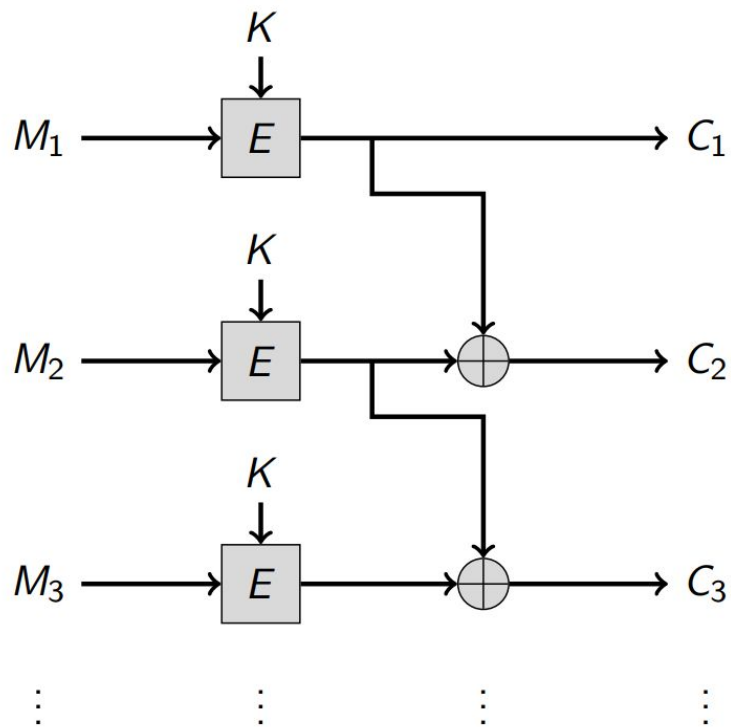 K
M₁ E C₁
K
M₂ E C₂
K
M₃ E C₃
⋮ ⋮ ⋮ ⋮